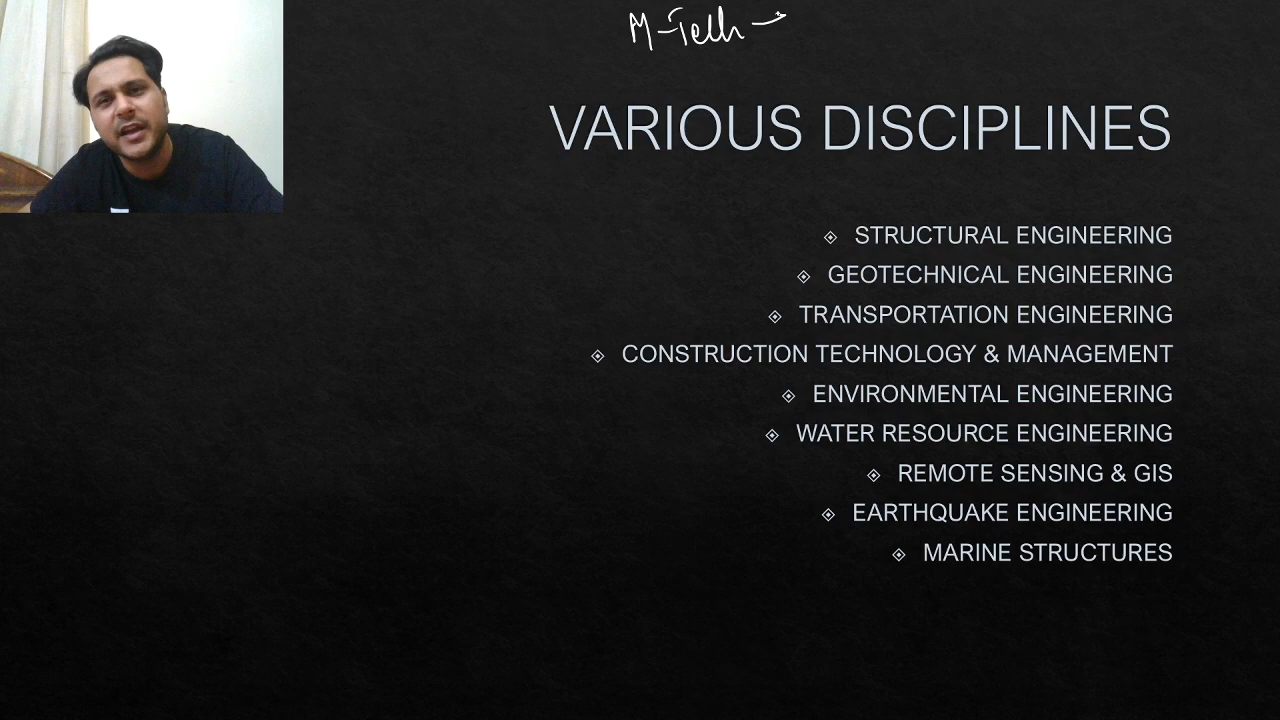 M-Tech →
VARIOUS DISCIPLINES
STRUCTURAL ENGINEERING
GEOTECHNICAL ENGINEERING
TRANSPORTATION ENGINEERING
CONSTRUCTION TECHNOLOGY & MANAGEMENT
ENVIRONMENTAL ENGINEERING
WATER RESOURCE ENGINEERING
REMOTE SENSING & GIS
EARTHQUAKE ENGINEERING
MARINE STRUCTURES